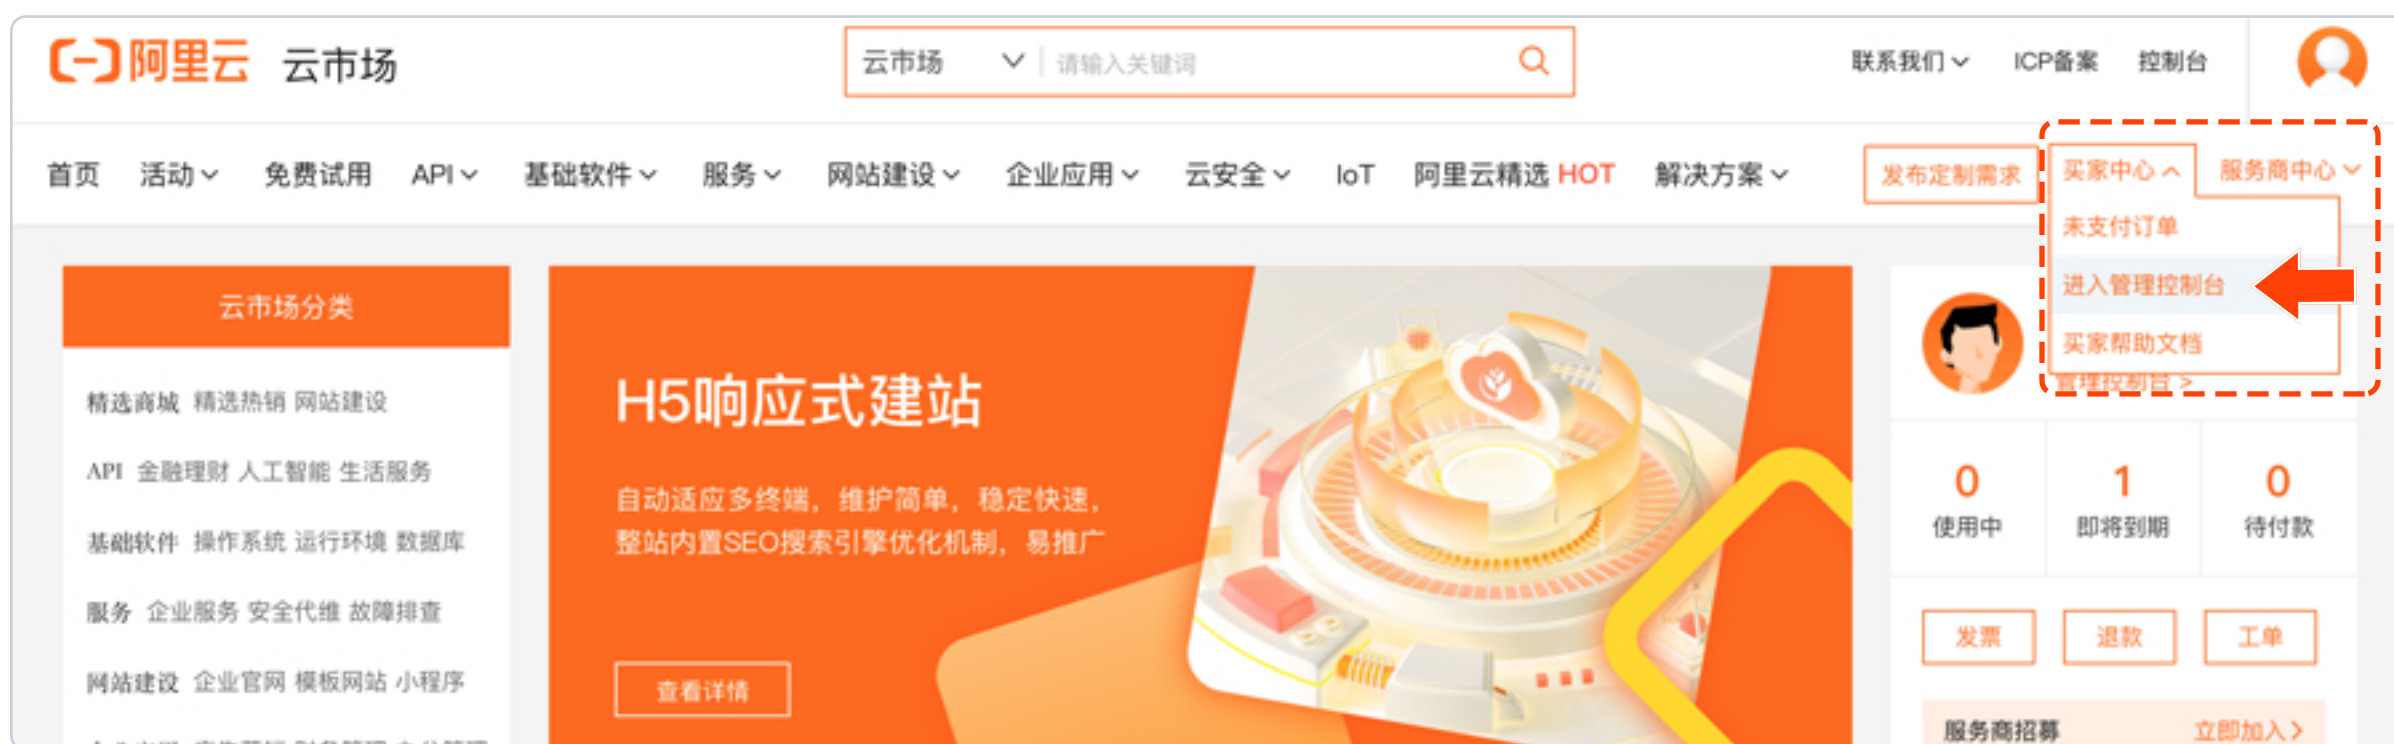 阿里云 云市场
云市场 请输入关键词
联系我们 ICP备案 控制台
首页 活动 免费试用 API 基础软件 服务 网站建设 企业应用 云安全 IoT 阿里云精选 HOT 解决方案
发布定制需求 买家中心 服务商中心
未支付订单
进入管理控制台
买家帮助文档
管理控制台 >
云市场分类
精选商城 精选热销 网站建设
API 金融理财 人工智能 生活服务
基础软件 操作系统 运行环境 数据库
服务 企业服务 安全代维 故障排查
网站建设 企业官网 模板网站 小程序
H5响应式建站
自动适应多终端，维护简单，稳定快速，
整站内置SEO搜索引擎优化机制，易推广
查看详情
0 1 0
使用中 即将到期 待付款
发票 退款 工单
服务商招募 立即加入>